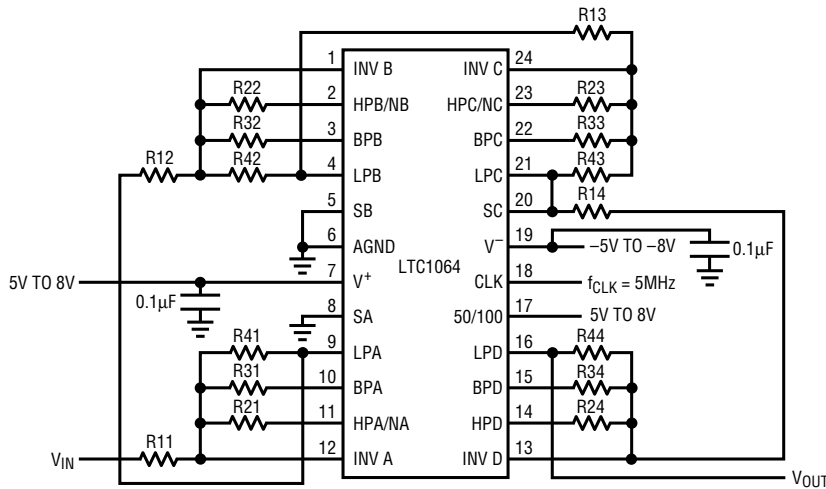 R13
1 INV B INV C 24
R22 2 HPB/NB HPC/NC 23 R23
R32 3 BPB BPC 22 R33
R12 R42 4 LPB LPC 21 R43
5 SB SC 20 R14
6 AGND V– 19 –5V TO –8V 0.1µF
LTC1064
5V TO 8V 7 V+ CLK 18 fCLK = 5MHz
0.1µF 8 SA 50/100 17 5V TO 8V
R41 9 LPA LPD 16 R44
R31 10 BPA BPD 15 R34
R21 11 HPA/NA HPD 14 R24
VIN R11 12 INV A INV D 13
VOUT